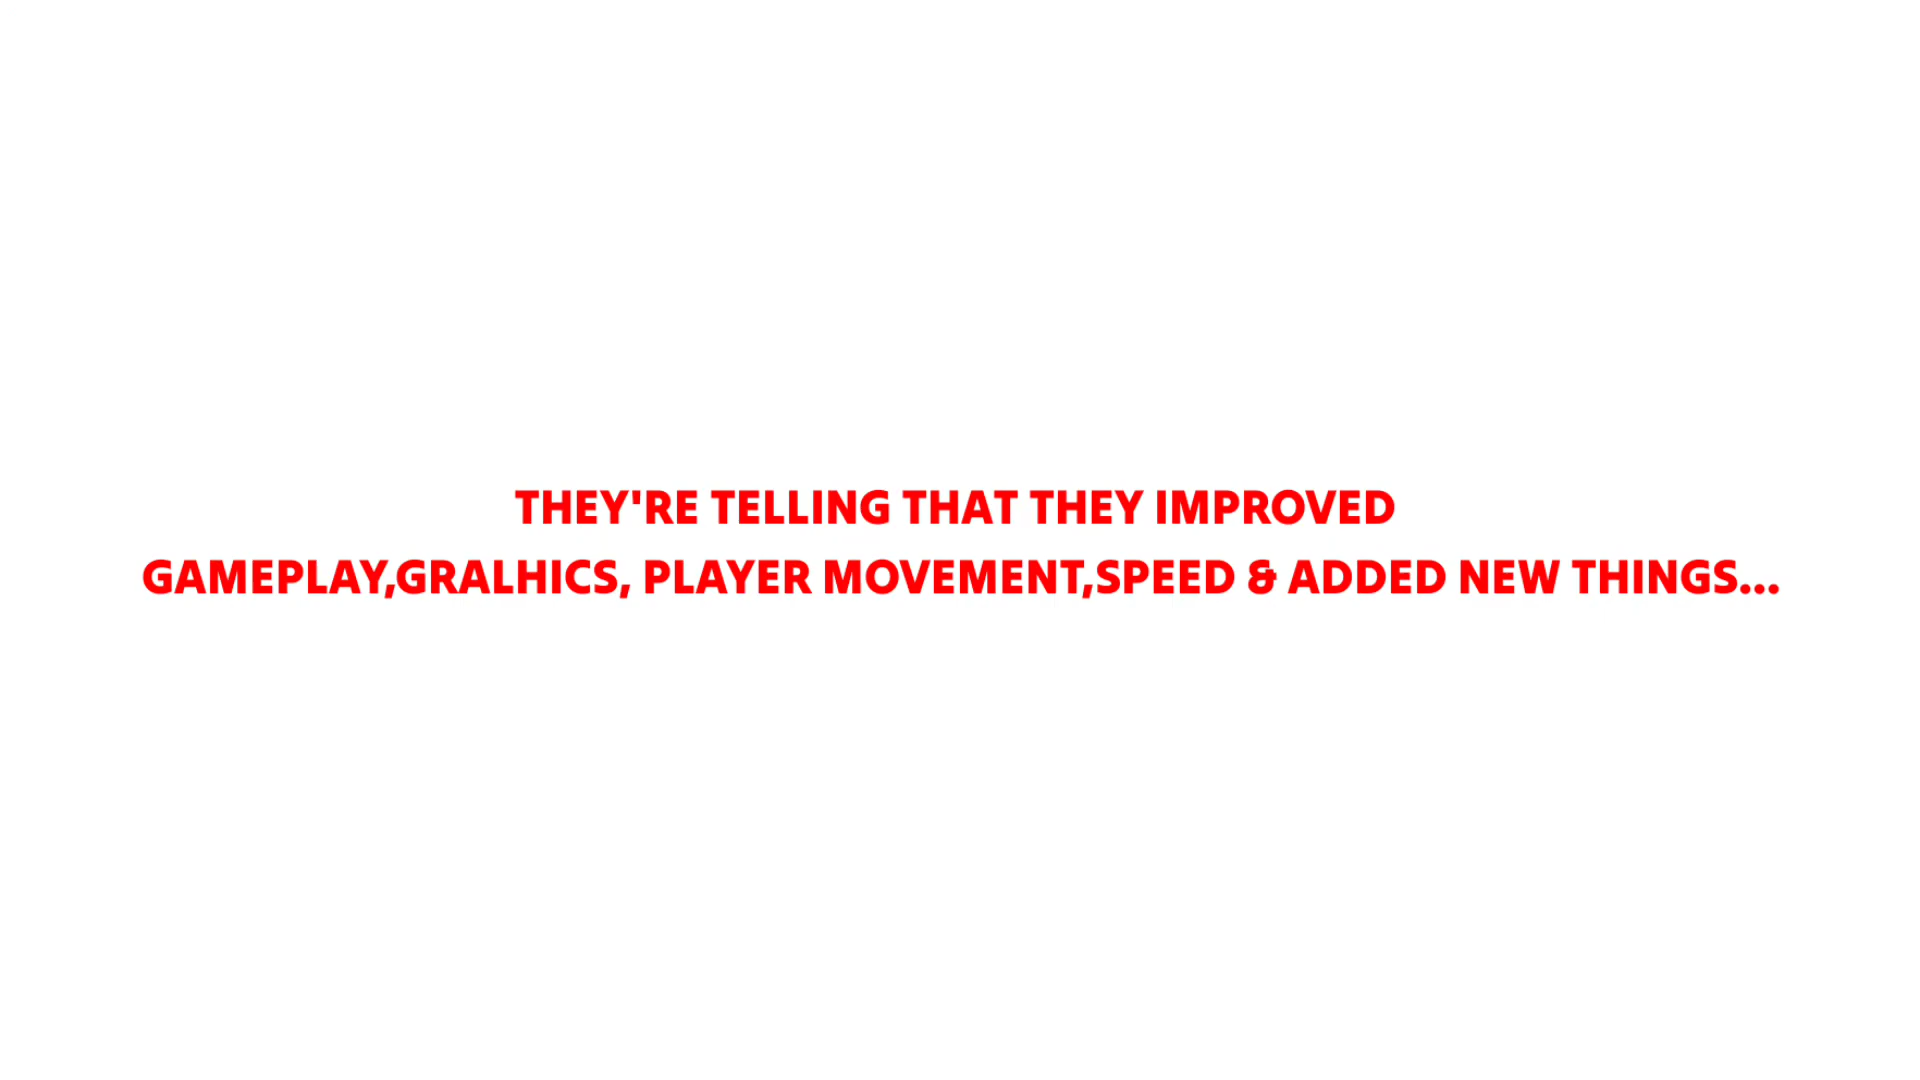 THEY'RE TELLING THAT THEY IMPROVED
GAMEPLAY,GRALHICS, PLAYER MOVEMENT,SPEED & ADDED NEW THINGS...